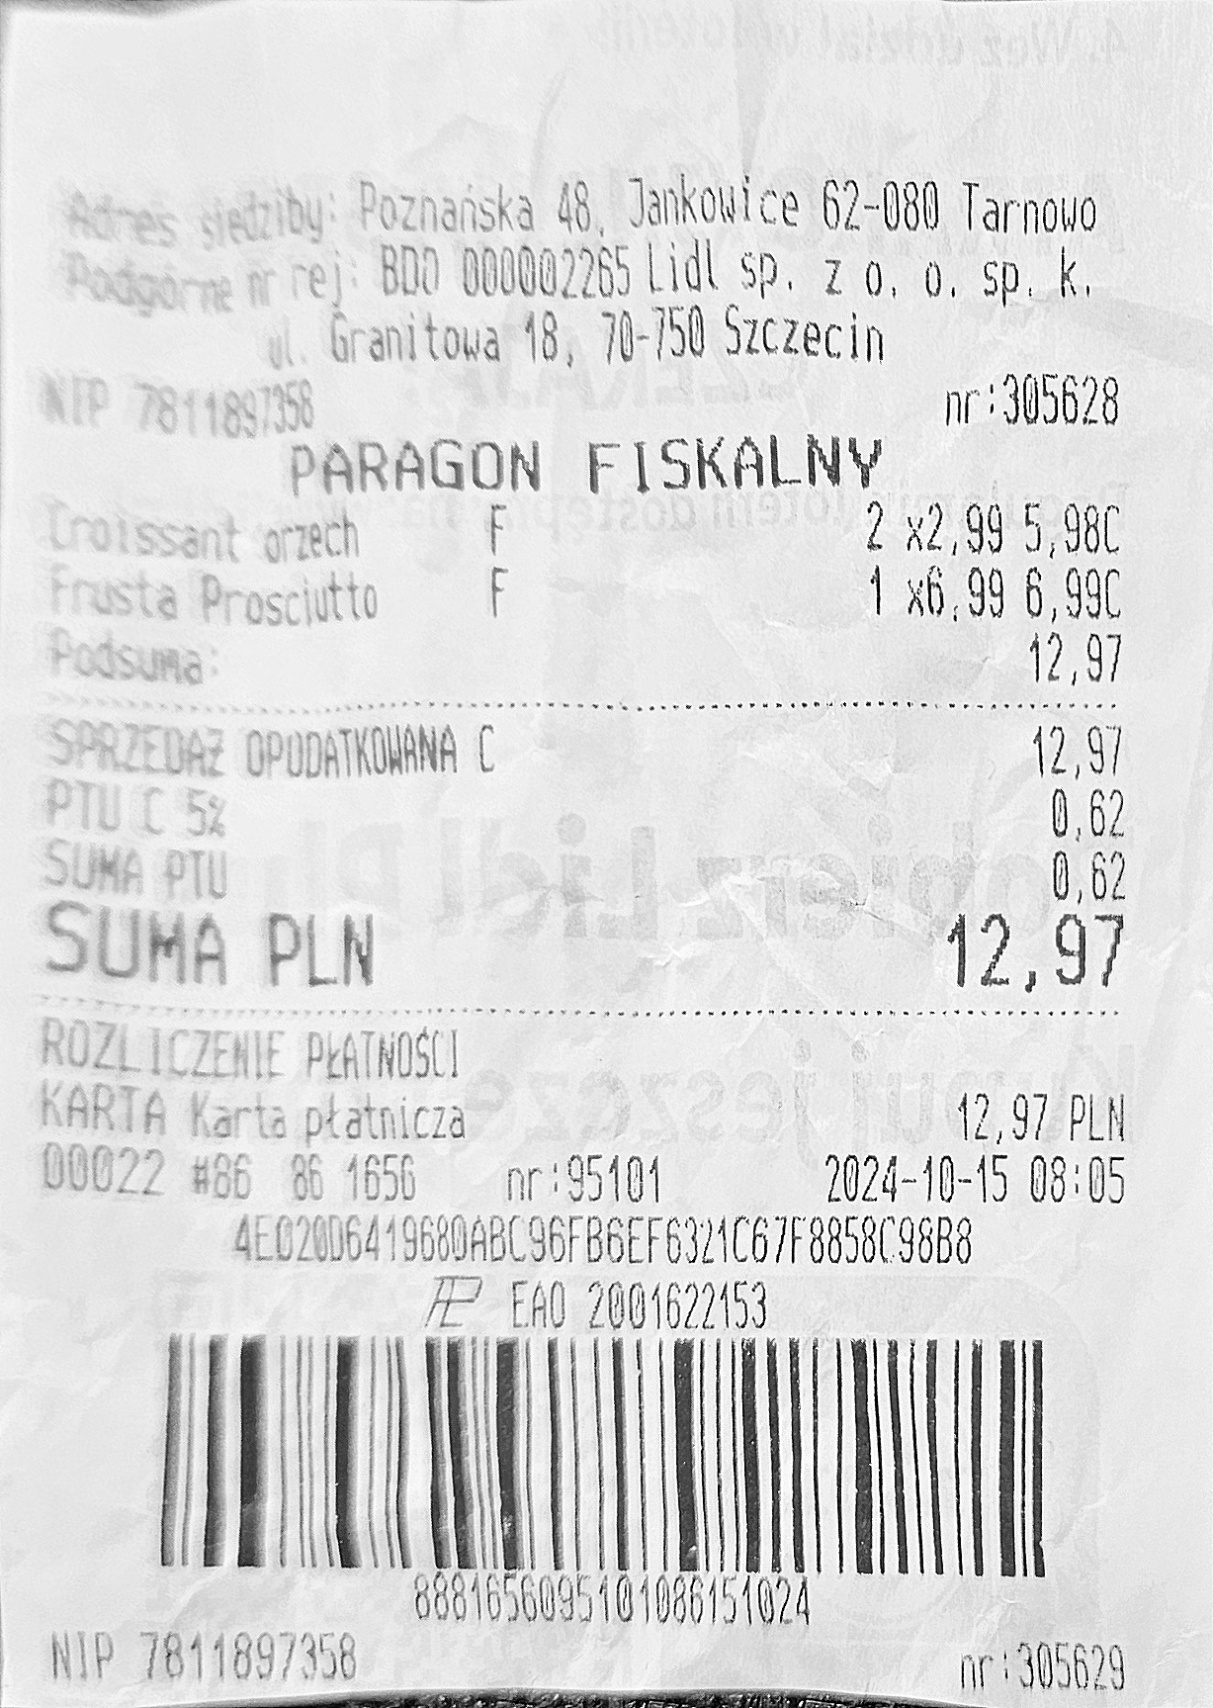 Adres siedziby: Poznańska 48, Jankowice 62-080 Tarnowo
Podgórne nr rej: BDO 000002265 Lidl sp. z o. o. sp. k.
ul. Granitowa 18, 70-750 Szczecin
NIP 7811897358 nr:305628
PARAGON FISKALNY
Croissant orzech F 2 x2,99 5,98C
Frusta Prosciutto F 1 x6,99 6,99C
Podsuma: 12,97
SPRZEDAŻ OPODATKOWANA C 12,97
PTU C 5% 0,62
SUMA PTU 0,62
SUMA PLN 12,97
ROZLICZENIE PŁATNOŚCI
KARTA Karta płatnicza 12,97 PLN
00022 #86 86 1656 nr:95101 2024-10-15 08:05
4E020D6419680ABC96FB6EF6321C67F8858C98B8
EAO 2001622153
8881656095101086151024
NIP 7811897358 nr:305629